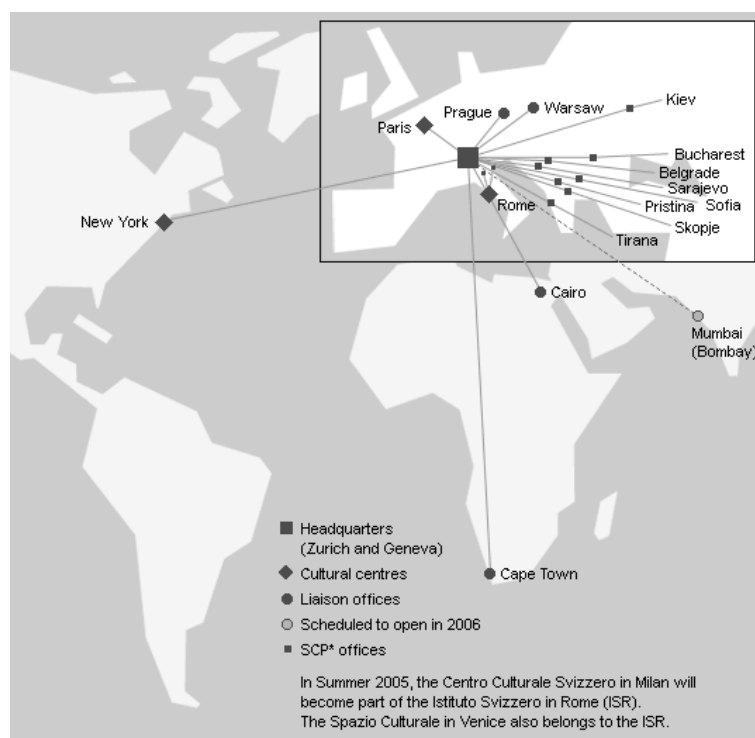 Kiev
Prague
Warsaw
Paris
Bucharest
Belgrade
Sarajevo
Rome
Pristina
Sofia
New York
Skopje
Tirana
Cairo
Mumbai
(Bombay)
Headquarters
(Zurich and Geneva)
Cultural centres
Cape Town
Liaison offices
Scheduled to open in 2006
SCP* offices
In Summer 2005, the Centro Culturale Svizzero in Milan will
become part of the Istituto Svizzero in Rome (ISR).
The Spazio Culturale in Venice also belongs to the ISR.